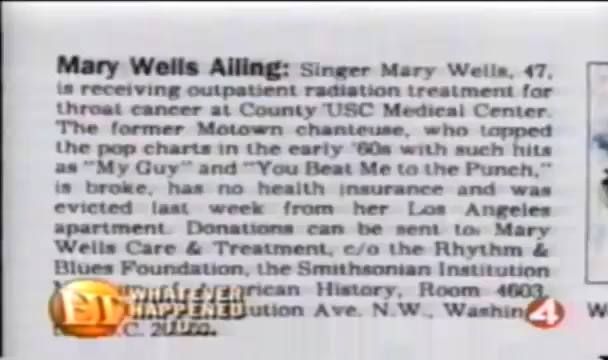 Mary Wells Ailing: Singer Mary Wells, 47,
is receiving outpatient radiation treatment for
throat cancer at County USC Medical Center.
The former Motown chanteuse, who topped
the pop charts in the early '60s with such hits
as "My Guy" and "You Beat Me to the Punch,"
is broke, has no health insurance and was
evicted last week from her Los Angeles
apartment. Donations can be sent to: Mary
Wells Care & Treatment, c/o the Rhythm &
Blues Foundation, the Smithsonian Institution
American History, Room 4603,
Ave. N.W., Washin
ET WHATEVER HAPPENED
4